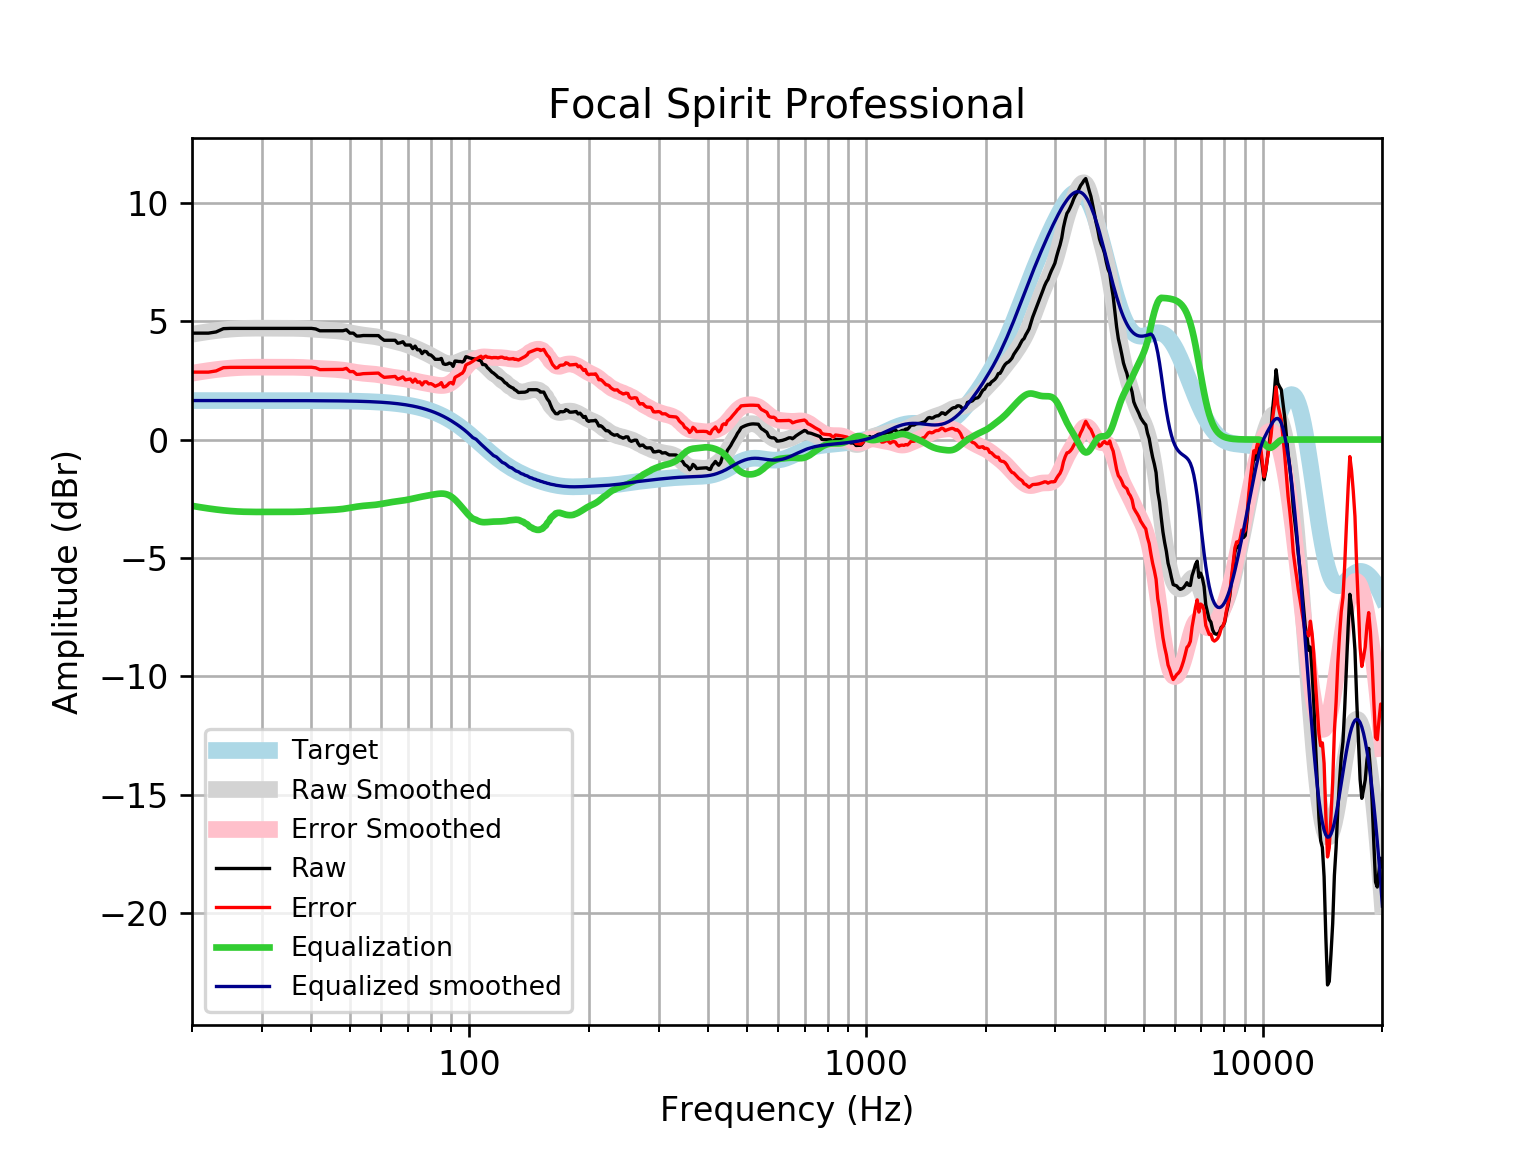 Focal Spirit Professional
10
5
0
−5
−10
−15
−20
Amplitude (dBr)
Target
Raw Smoothed
Error Smoothed
Raw
Error
Equalization
Equalized smoothed
100 1000 10000
Frequency (Hz)